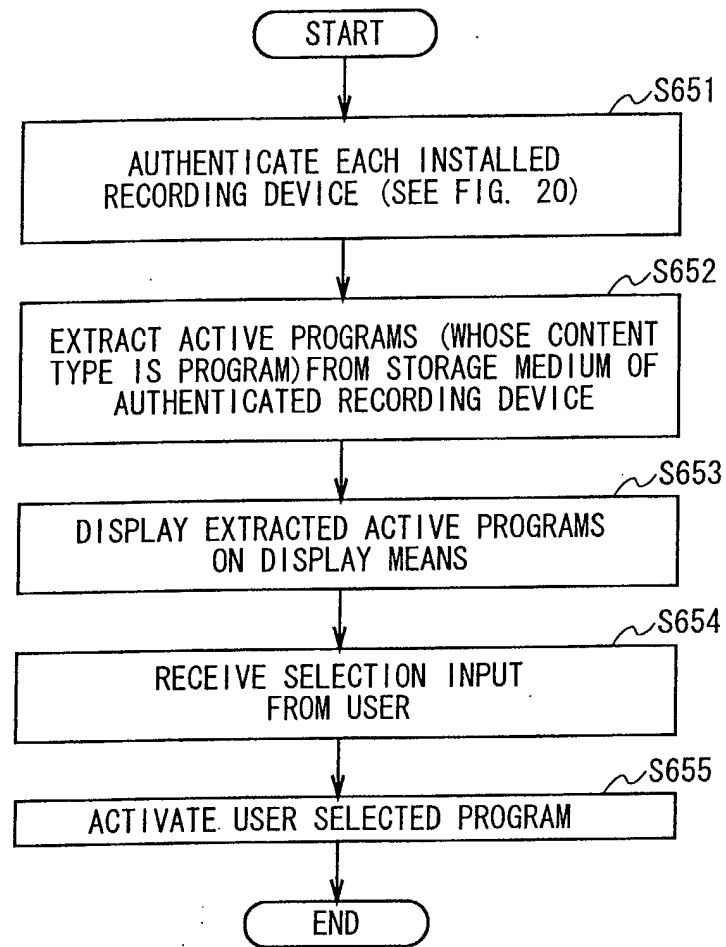 START
S651
AUTHENTICATE EACH INSTALLED
RECORDING DEVICE (SEE FIG. 20)
S652
EXTRACT ACTIVE PROGRAMS (WHOSE CONTENT
TYPE IS PROGRAM) FROM STORAGE MEDIUM OF
AUTHENTICATED RECORDING DEVICE
S653
DISPLAY EXTRACTED ACTIVE PROGRAMS
ON DISPLAY MEANS
S654
RECEIVE SELECTION INPUT
FROM USER
S655
ACTIVATE USER SELECTED PROGRAM
END